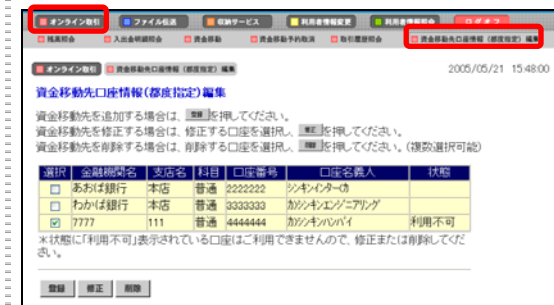 オンライン取引 ファイル伝送 収納サービス 利用者情報変更 利用者情報照会 ログオフ
残高照会 入出金明細照会 資金移動 資金移動予約取消 取引履歴照会 資金移動先口座情報（都度指定）編集
オンライン取引 資金移動先口座情報（都度指定）編集 2005/05/21 15:48:00
資金移動先口座情報(都度指定)編集
資金移動先を追加する場合は、 登録 を押してください。
資金移動先を修正する場合は、修正する口座を選択し、 修正 を押してください。
資金移動先を削除する場合は、削除する口座を選択し、 削除 を押してください。(複数選択可能)
選択 金融機関名 支店名 科目 口座番号 口座名義人 状態
あおば銀行 本店 普通 2222222 シンキンインターカ
わかば銀行 本店 普通 3333333 カ)シンキンエンジニアリング
7777 111 普通 4444444 カ)シンキンハンバイ 利用不可
＊状態に「利用不可」表示されている口座はご利用できませんので、修正または削除してくだ
さい。
登録 修正 削除